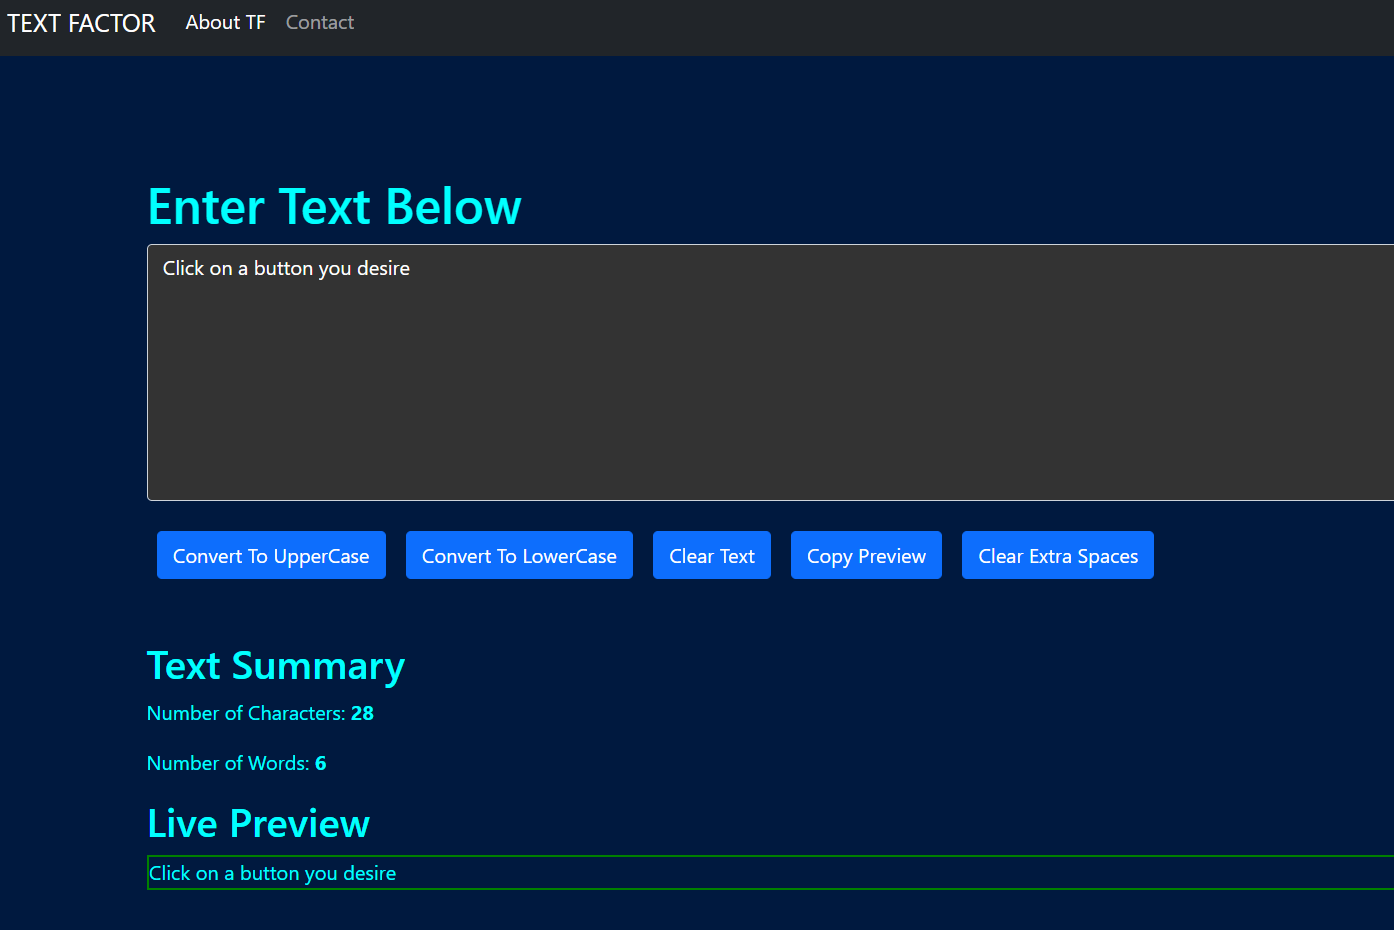 TEXT FACTOR About TF Contact
Enter Text Below
Click on a button you desire
Convert To UpperCase Convert To LowerCase Clear Text Copy Preview Clear Extra Spaces
Text Summary
Number of Characters: 28
Number of Words: 6
Live Preview
Click on a button you desire